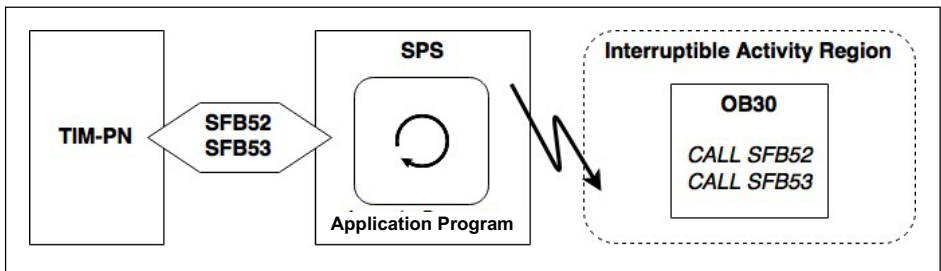 TIM-PN
SFB52
SFB53
SPS
Application Program
Interruptible Activity Region
OB30
CALL SFB52
CALL SFB53